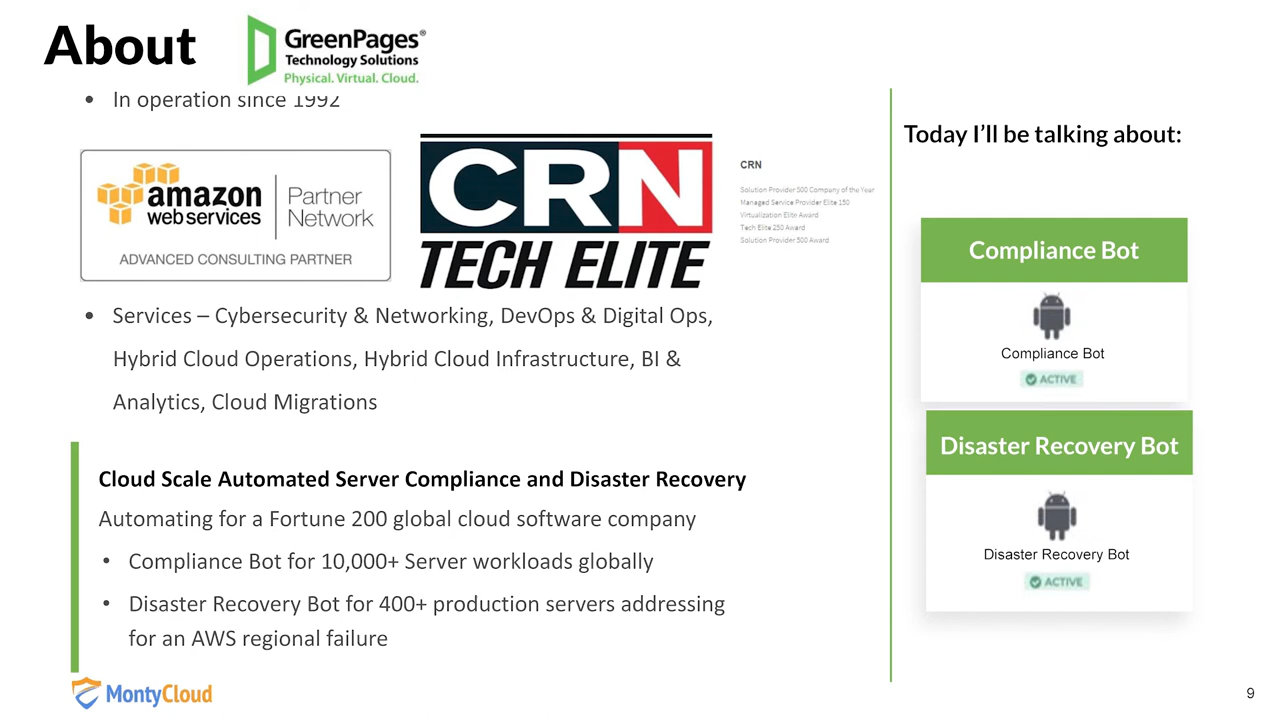 About
GreenPages®
Technology Solutions
Physical. Virtual. Cloud.
• In operation since 1992
amazon
web services
Partner
Network
ADVANCED CONSULTING PARTNER
CRN
TECH ELITE
CRN
Solution Provider 500 Company of the Year
Managed Service Provider Elite 150
Virtualization Elite Award
Tech Elite 250 Award
Solution Provider 500 Award
• Services – Cybersecurity & Networking, DevOps & Digital Ops,
Hybrid Cloud Operations, Hybrid Cloud Infrastructure, BI &
Analytics, Cloud Migrations
Cloud Scale Automated Server Compliance and Disaster Recovery
Automating for a Fortune 200 global cloud software company
• Compliance Bot for 10,000+ Server workloads globally
• Disaster Recovery Bot for 400+ production servers addressing
for an AWS regional failure
Today I’ll be talking about:
Compliance Bot
Compliance Bot
ACTIVE
Disaster Recovery Bot
Disaster Recovery Bot
ACTIVE
MontyCloud
9